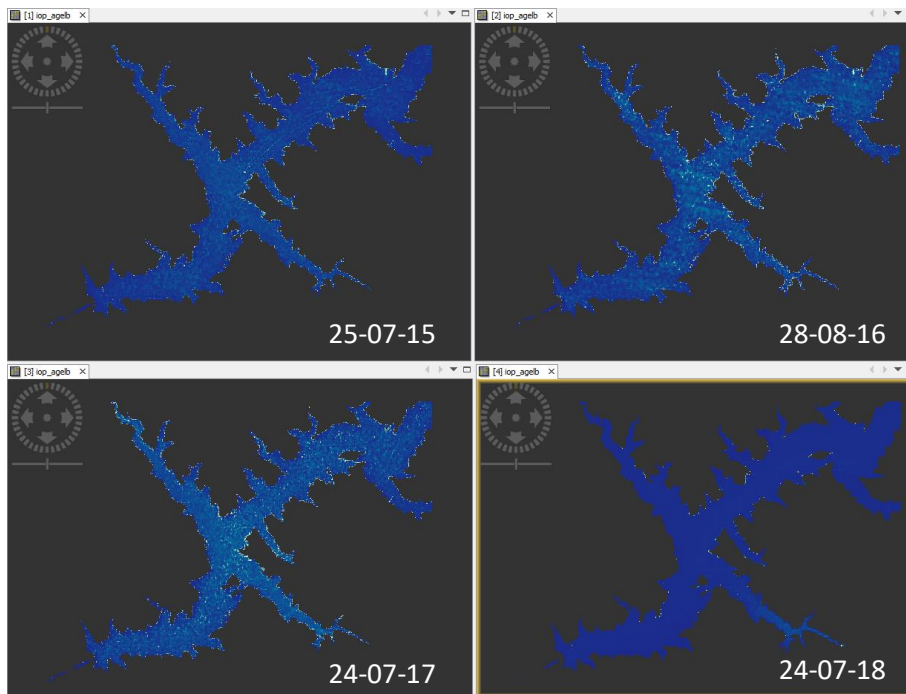 [1] iop_agelb
[2] iop_agelb
25-07-15
28-08-16
[3] iop_agelb
[4] iop_agelb
24-07-17
24-07-18